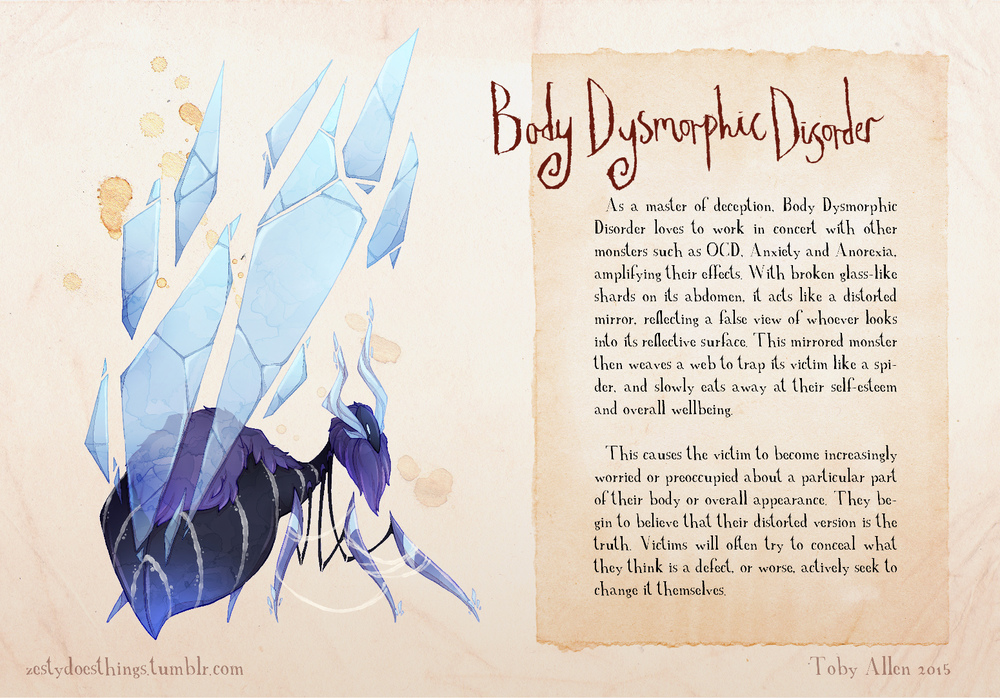 Body Dysmorphic Disorder
As a master of deception, Body Dysmorphic
Disorder loves to work in concert with other
monsters such as OCD, Anxiety and Anorexia,
amplifying their effects. With broken glass-like
shards on its abdomen, it acts like a distorted
mirror, reflecting a false view of whoever looks
into its reflective surface. This mirrored monster
then weaves a web to trap its victim like a spi-
der, and slowly eats away at their self-esteem
and overall wellbeing.
This causes the victim to become increasingly
worried or preoccupied about a particular part
of their body or overall appearance. They be-
gin to believe that their distorted version is the
truth. Victims will often try to conceal what
they think is a defect, or worse, actively seek to
change it themselves.
zestydoesthings.tumblr.com
Toby Allen 2015